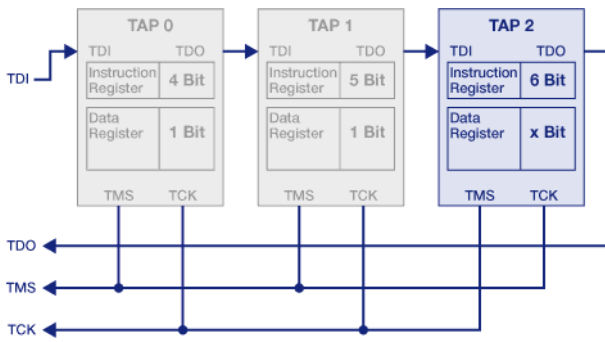 TAP 0 TAP 1 TAP 2
TDI TDO TDI TDO TDI TDO
TDI
Instruction Register 4 Bit Instruction Register 5 Bit Instruction Register 6 Bit
Data Register 1 Bit Data Register 1 Bit Data Register x Bit
TMS TCK TMS TCK TMS TCK
TDO
TMS
TCK